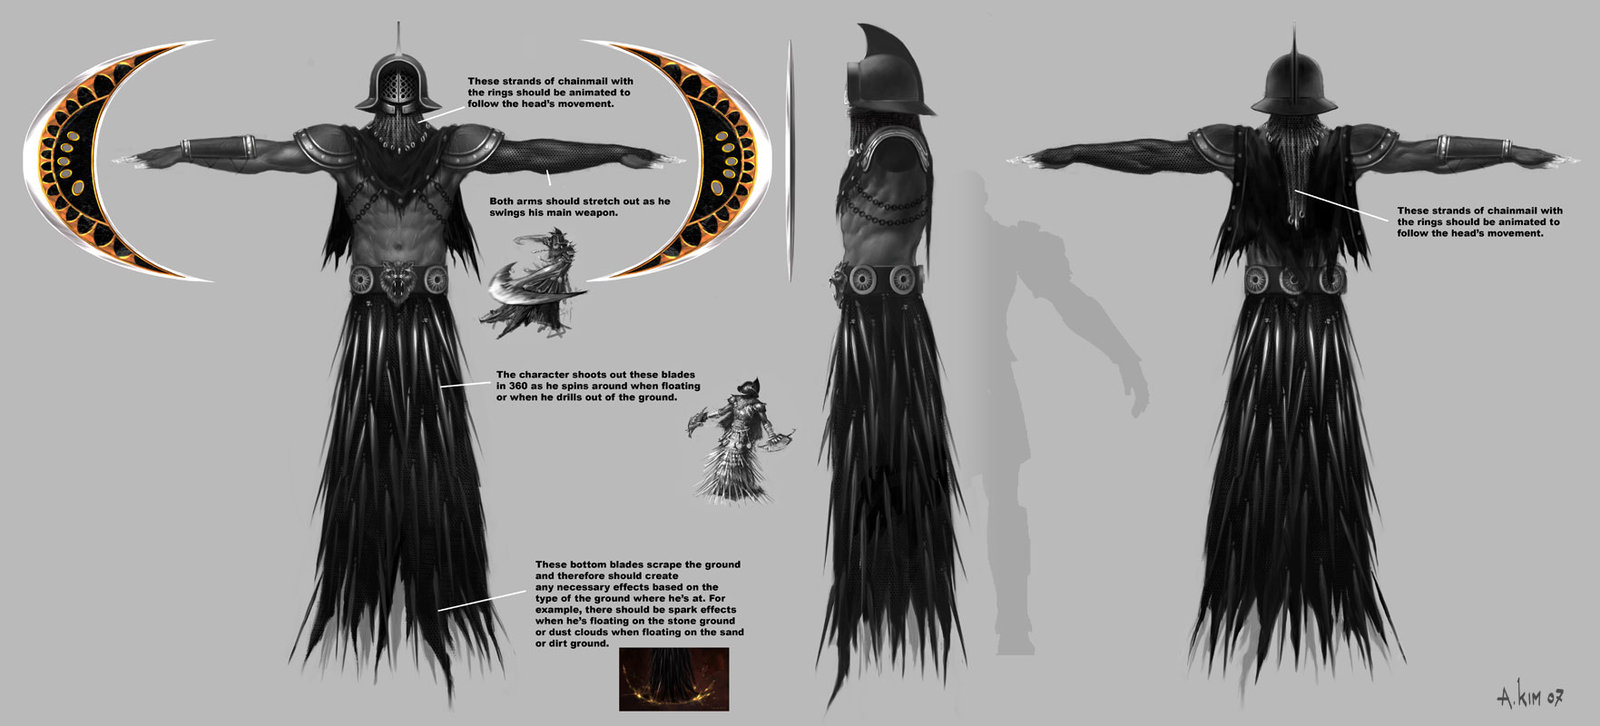 These strands of chainmail with
the rings should be animated to
follow the head's movement.
Both arms should stretch out as he
swings his main weapon.
The character shoots out these blades
in 360 as he spins around when floating
or when he drills out of the ground.
These bottom blades scrape the ground
and therefore should create
any necessary effects based on the
type of the ground where he's at. For
example, there should be spark effects
when he's floating on the stone ground
or dust clouds when floating on the sand
or dirt ground.
These strands of chainmail with
the rings should be animated to
follow the head's movement.
A.KIM 07